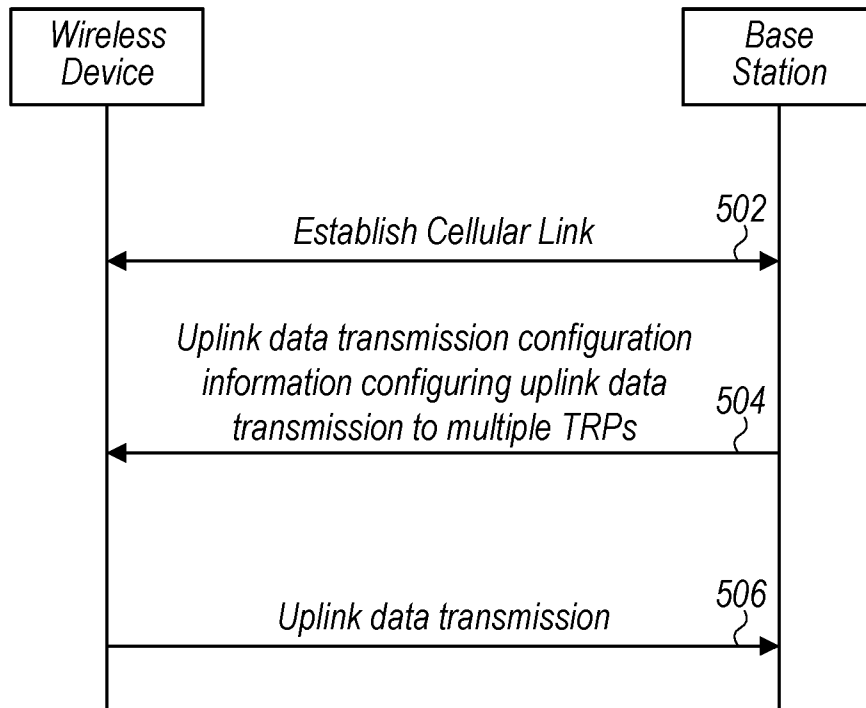 Wireless
Device
Base
Station
502
Establish Cellular Link
Uplink data transmission configuration
information configuring uplink data
transmission to multiple TRPs
504
506
Uplink data transmission